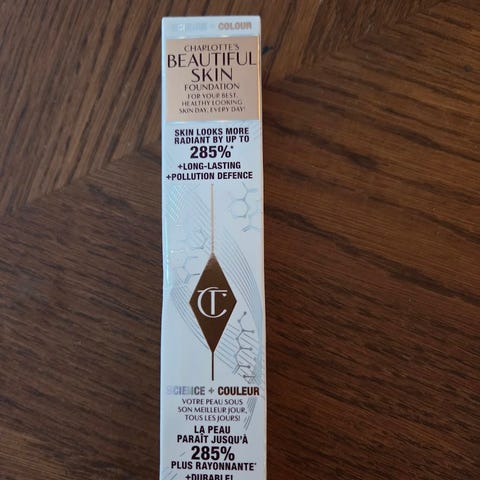 SCIENCE + COLOUR
CHARLOTTE'S
BEAUTIFUL
SKIN
FOUNDATION
FOR YOUR BEST,
HEALTHY LOOKING
SKIN DAY, EVERY DAY!
SKIN LOOKS MORE
RADIANT BY UP TO
285%*
+LONG-LASTING
+POLLUTION DEFENCE
CT
SCIENCE + COULEUR
VOTRE PEAU SOUS
SON MEILLEUR JOUR,
TOUS LES JOURS!
LA PEAU
PARAÎT JUSQU'À
285%
PLUS RAYONNANTE*
+DURABLE!